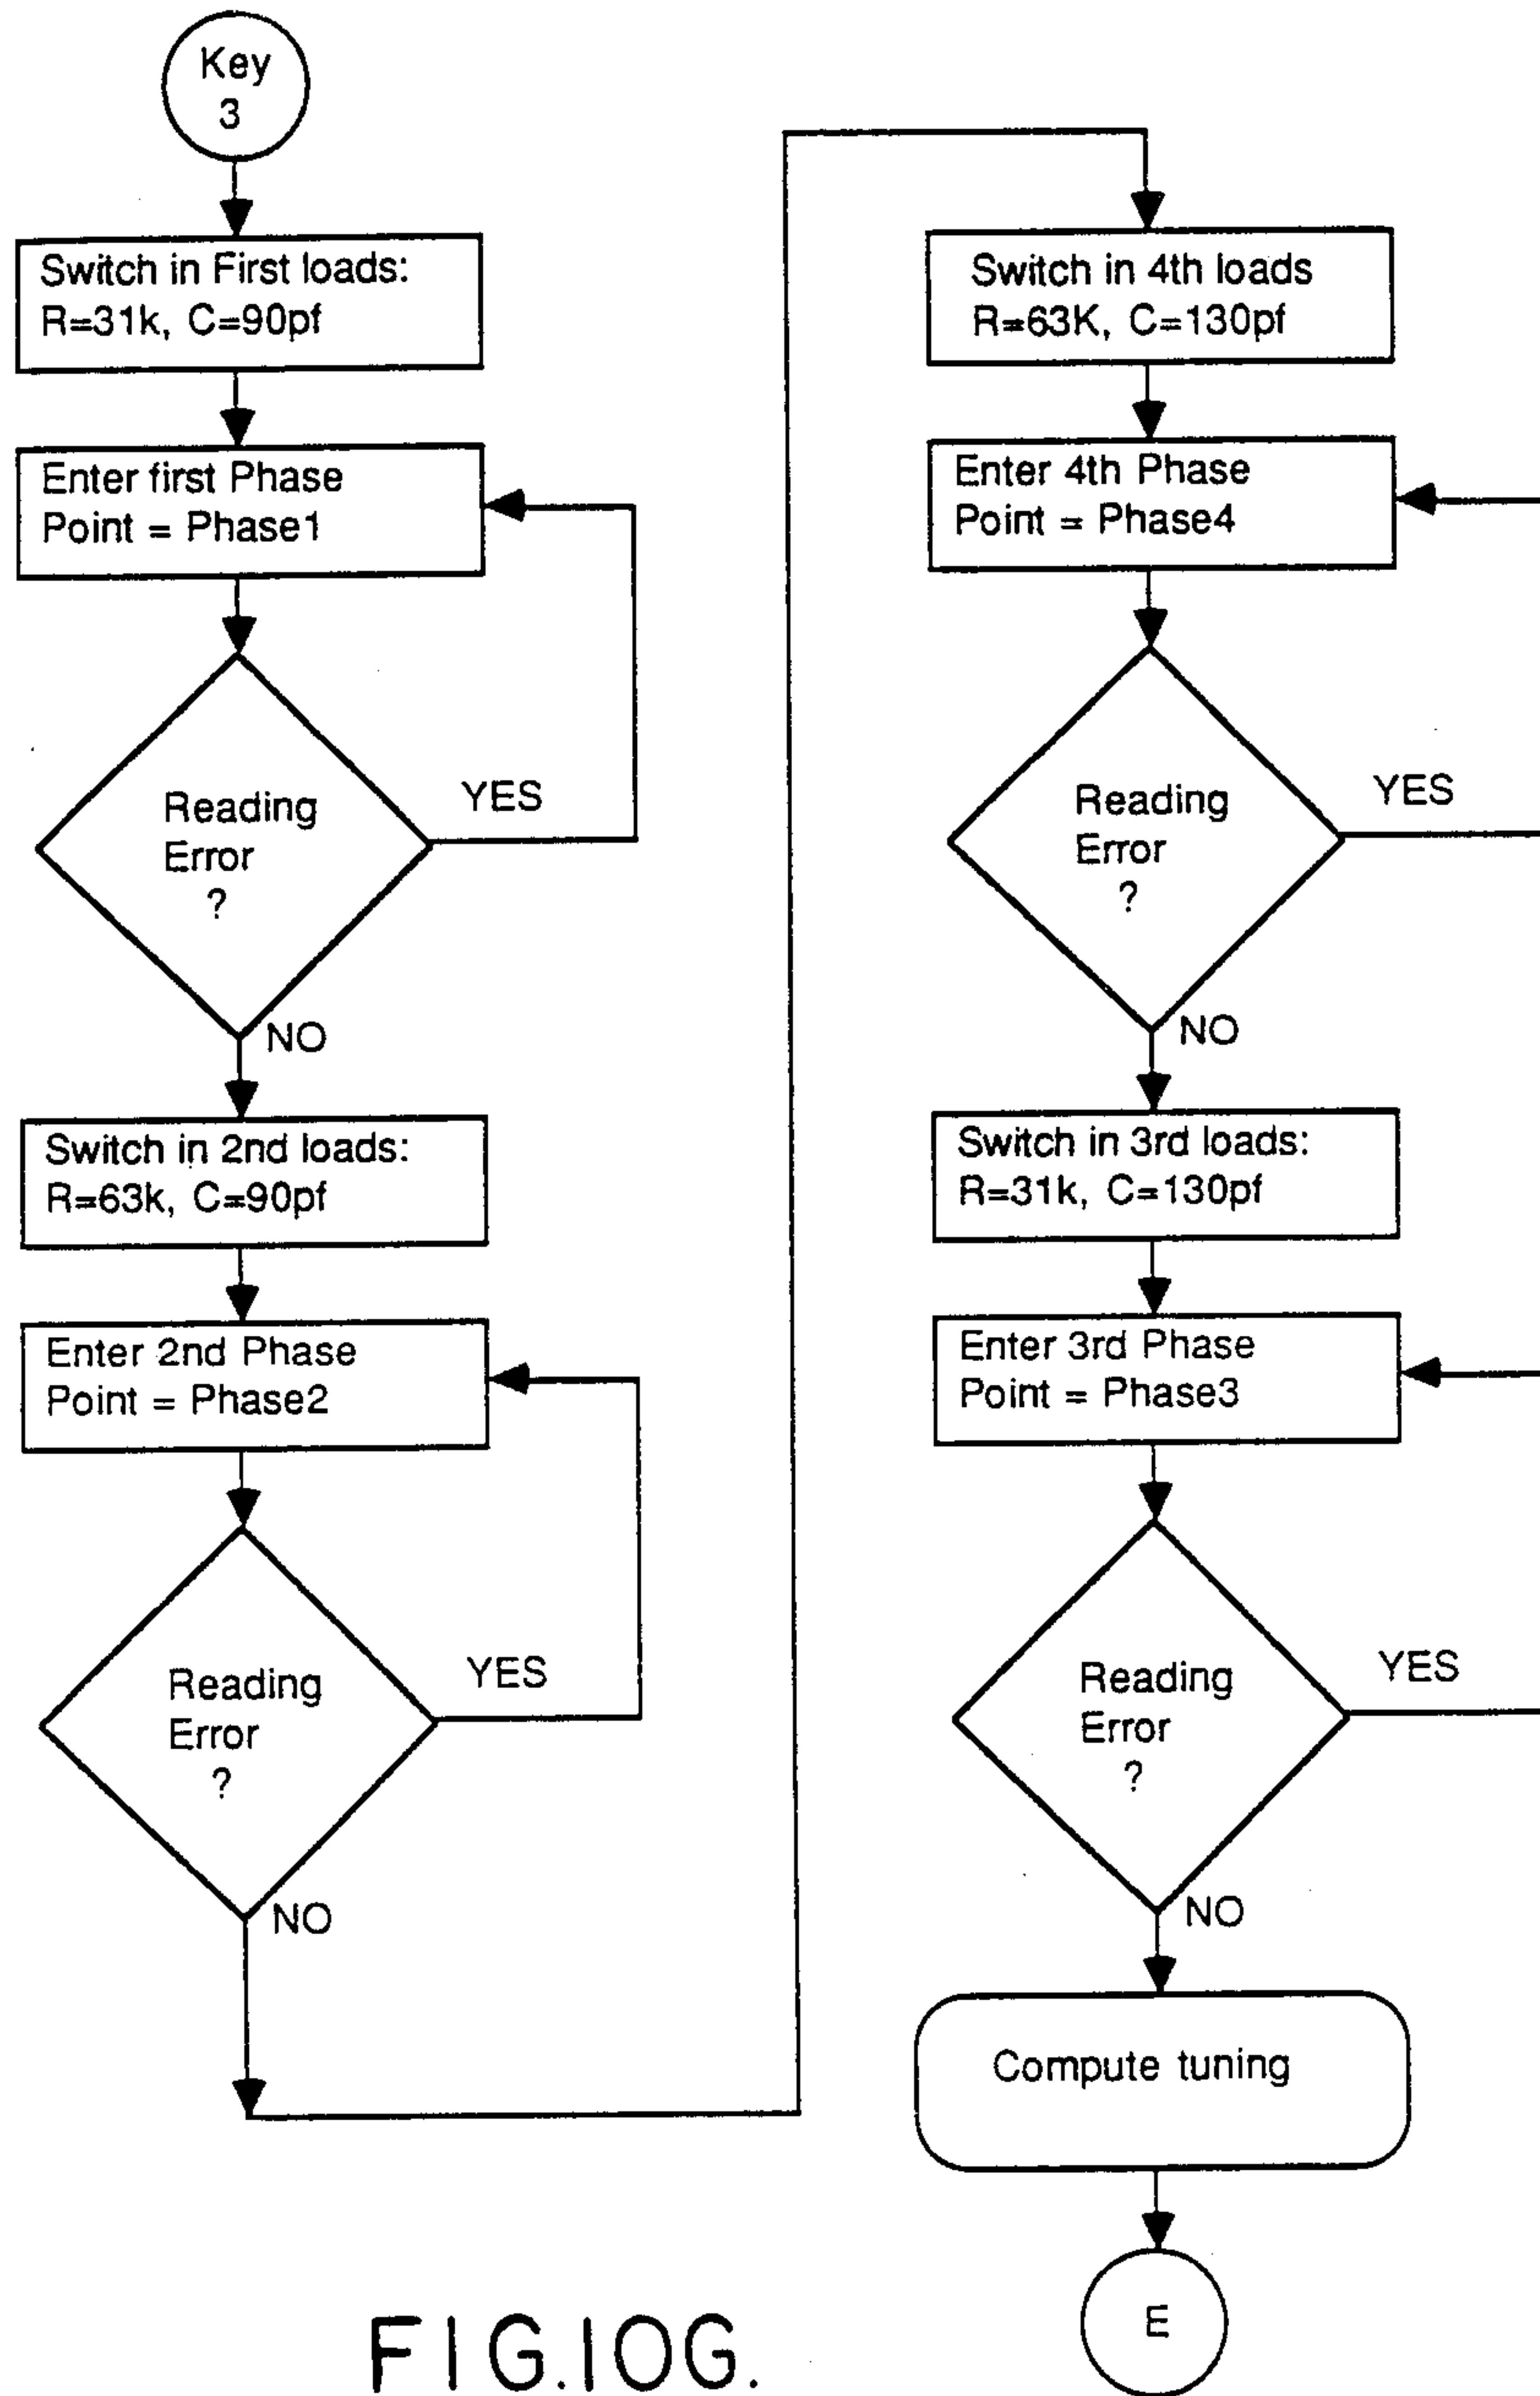 Key
3
Switch in First loads:
R=31k, C=90pf
Enter first Phase
Point = Phase1
Reading
Error
?
YES
NO
Switch in 2nd loads:
R=63k, C=90pf
Enter 2nd Phase
Point = Phase2
Reading
Error
?
YES
NO
Switch in 4th loads
R=63K, C=130pf
Enter 4th Phase
Point = Phase4
Reading
Error
?
YES
NO
Switch in 3rd loads:
R=31k, C=130pf
Enter 3rd Phase
Point = Phase3
Reading
Error
?
YES
NO
Compute tuning
E
FIG.10G.